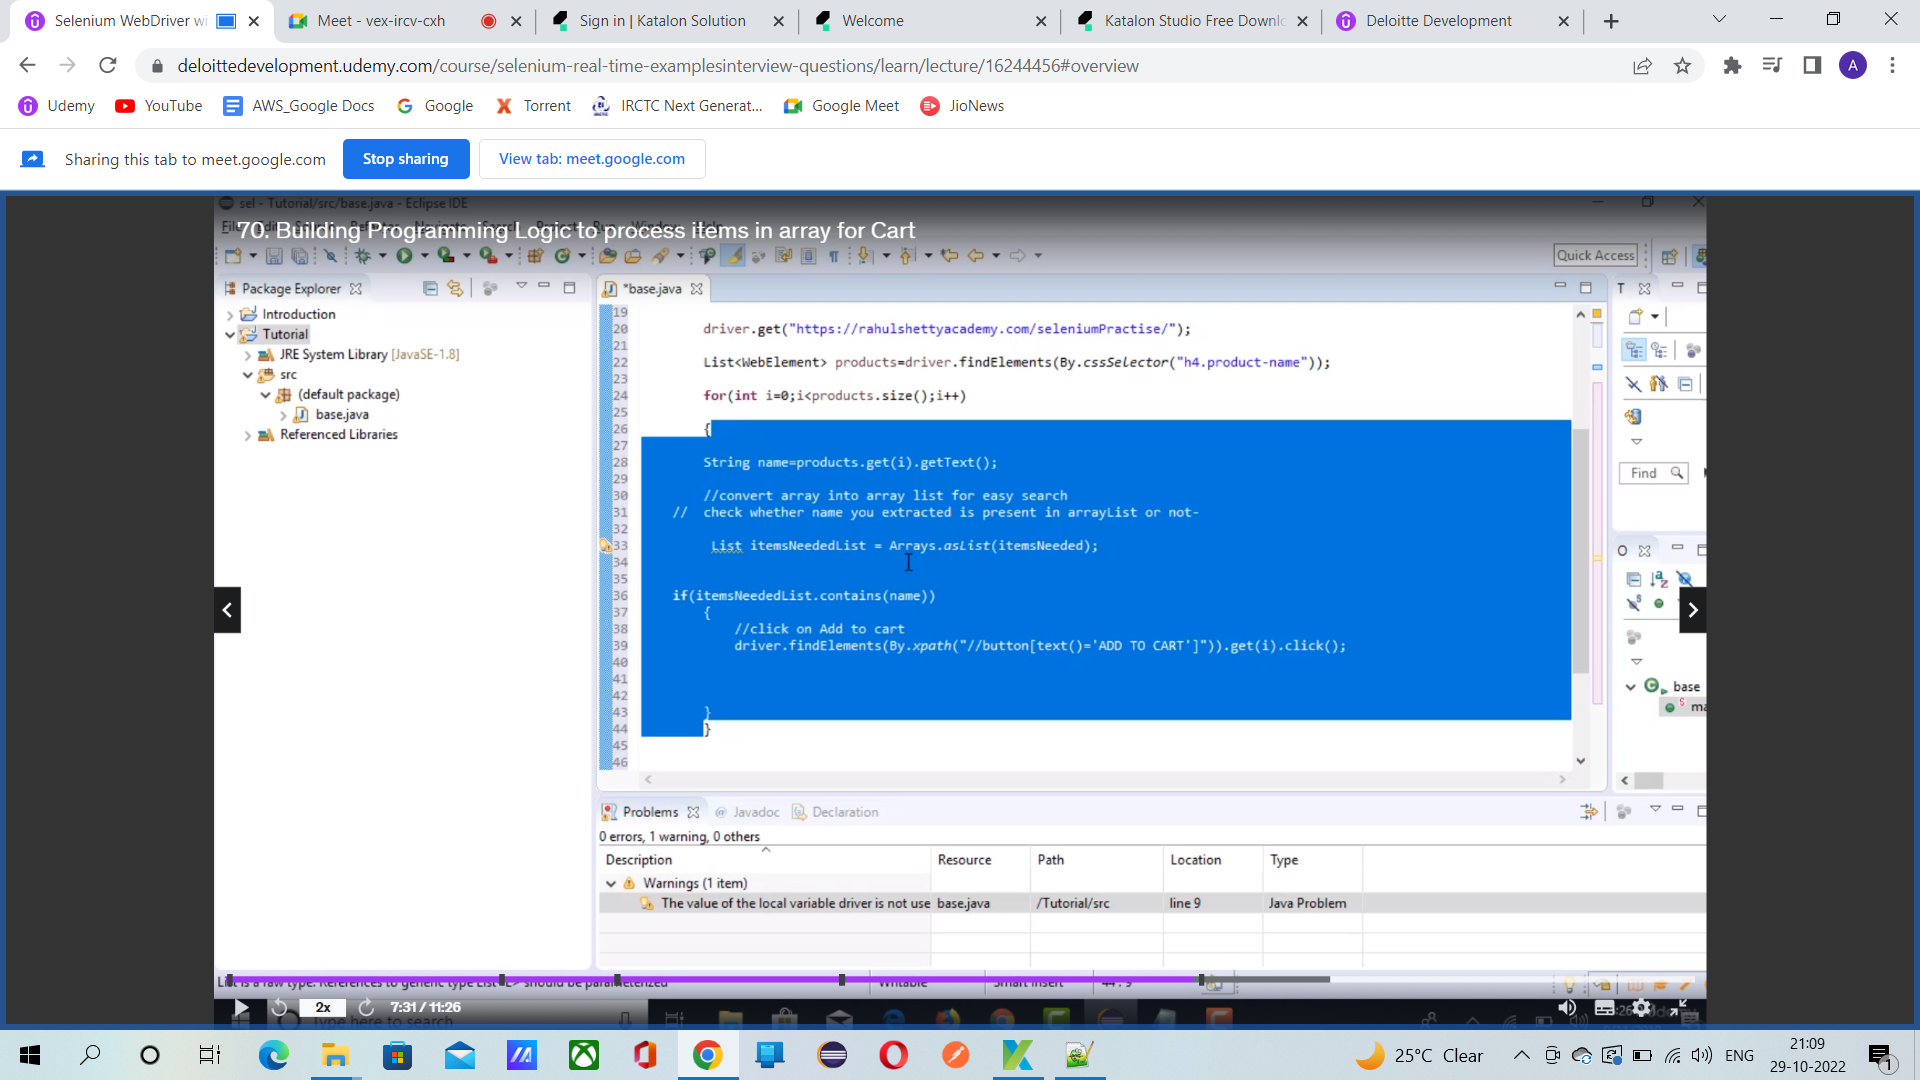 Selenium WebDriver wi
Meet - vex-ircv-cxh
Sign in | Katalon Solution
Welcome
Katalon Studio Free Downlo
Deloitte Development
deloittedevelopment.udemy.com/course/selenium-real-time-examplesinterview-questions/learn/lecture/16244456#overview
A
Udemy
YouTube
AWS_Google Docs
Google
Torrent
IRCTC Next Generat...
Google Meet
JioNews
Sharing this tab to meet.google.com
Stop sharing
View tab: meet.google.com
sel - Tutorial/src/base.java - Eclipse IDE
70. Building Programming Logic to process items in array for Cart
Quick Access
Package Explorer
*base.java
Introduction
Tutorial
JRE System Library [JavaSE-1.8]
src
(default package)
base.java
Referenced Libraries
19
20 driver.get("https://rahulshettyacademy.com/seleniumPractise/");
21
22 List<WebElement> products=driver.findElements(By.cssSelector("h4.product-name"));
23
24 for(int i=0;i<products.size();i++)
25
26 {
27
28 String name=products.get(i).getText();
29
30 //convert array into array list for easy search
31 // check whether name you extracted is present in arrayList or not-
32
33 List itemsNeededList = Arrays.asList(itemsNeeded);
34
35
36 if(itemsNeededList.contains(name))
37 {
38 //click on Add to cart
39 driver.findElements(By.xpath("//button[text()='ADD TO CART']")).get(i).click();
40
41
42
43 }
44 }
45
46
T
Find
O
base
ma
Problems
Javadoc
Declaration
0 errors, 1 warning, 0 others
Description
Resource
Path
Location
Type
Warnings (1 item)
The value of the local variable driver is not use
base.java
/Tutorial/src
line 9
Java Problem
List is a raw type. References to generic type List<E> should be parameterized
Writable
Smart Insert
44 : 9
2x
7:31 / 11:26
Type here to search
25°C Clear
ENG
21:09
29-10-2022
1